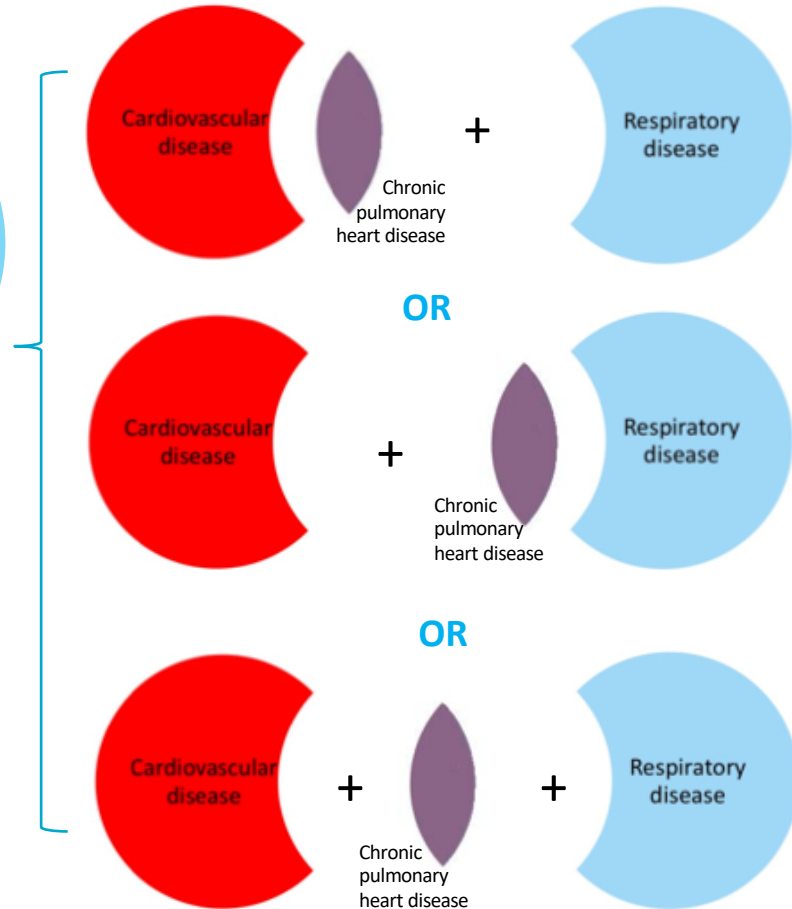 Cardiovascular
disease
+
Respiratory
disease
Chronic
pulmonary
heart disease
OR
Cardiovascular
disease
+
Respiratory
disease
Chronic
pulmonary
heart disease
OR
Cardiovascular
disease
+
+
Respiratory
disease
Chronic
pulmonary
heart disease